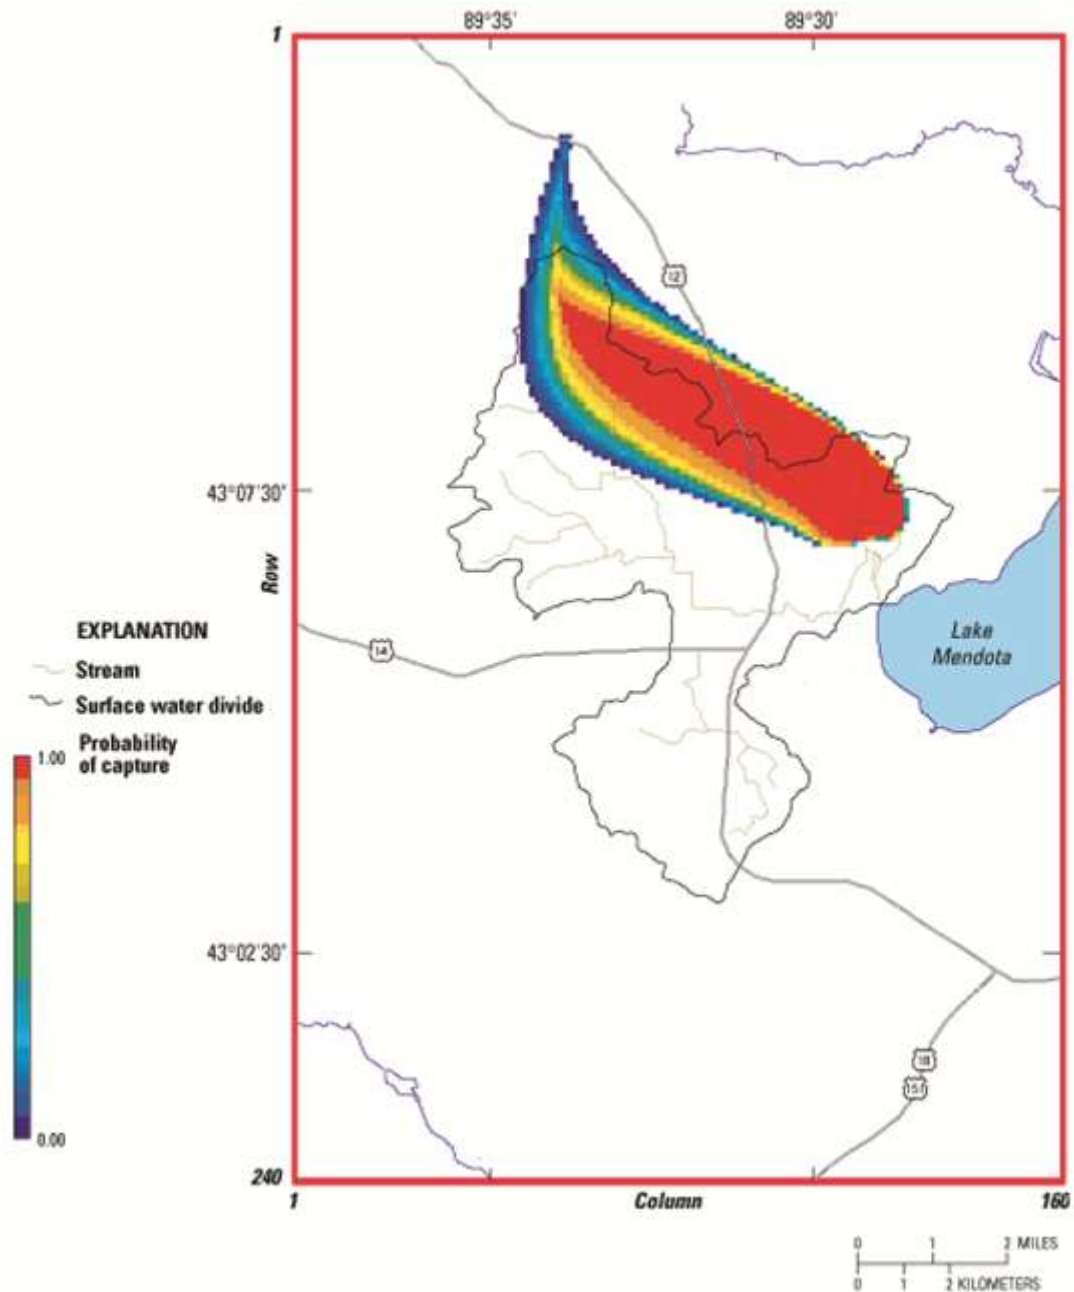 89°35' 89°30'
1
12
43°07'30"
Row
EXPLANATION
Stream
Surface water divide
Probability
of capture
1.00
0.00
14
Lake
Mendota
43°02'30"
18
151
240
1 Column 160
0 1 2 MILES
0 1 2 KILOMETERS